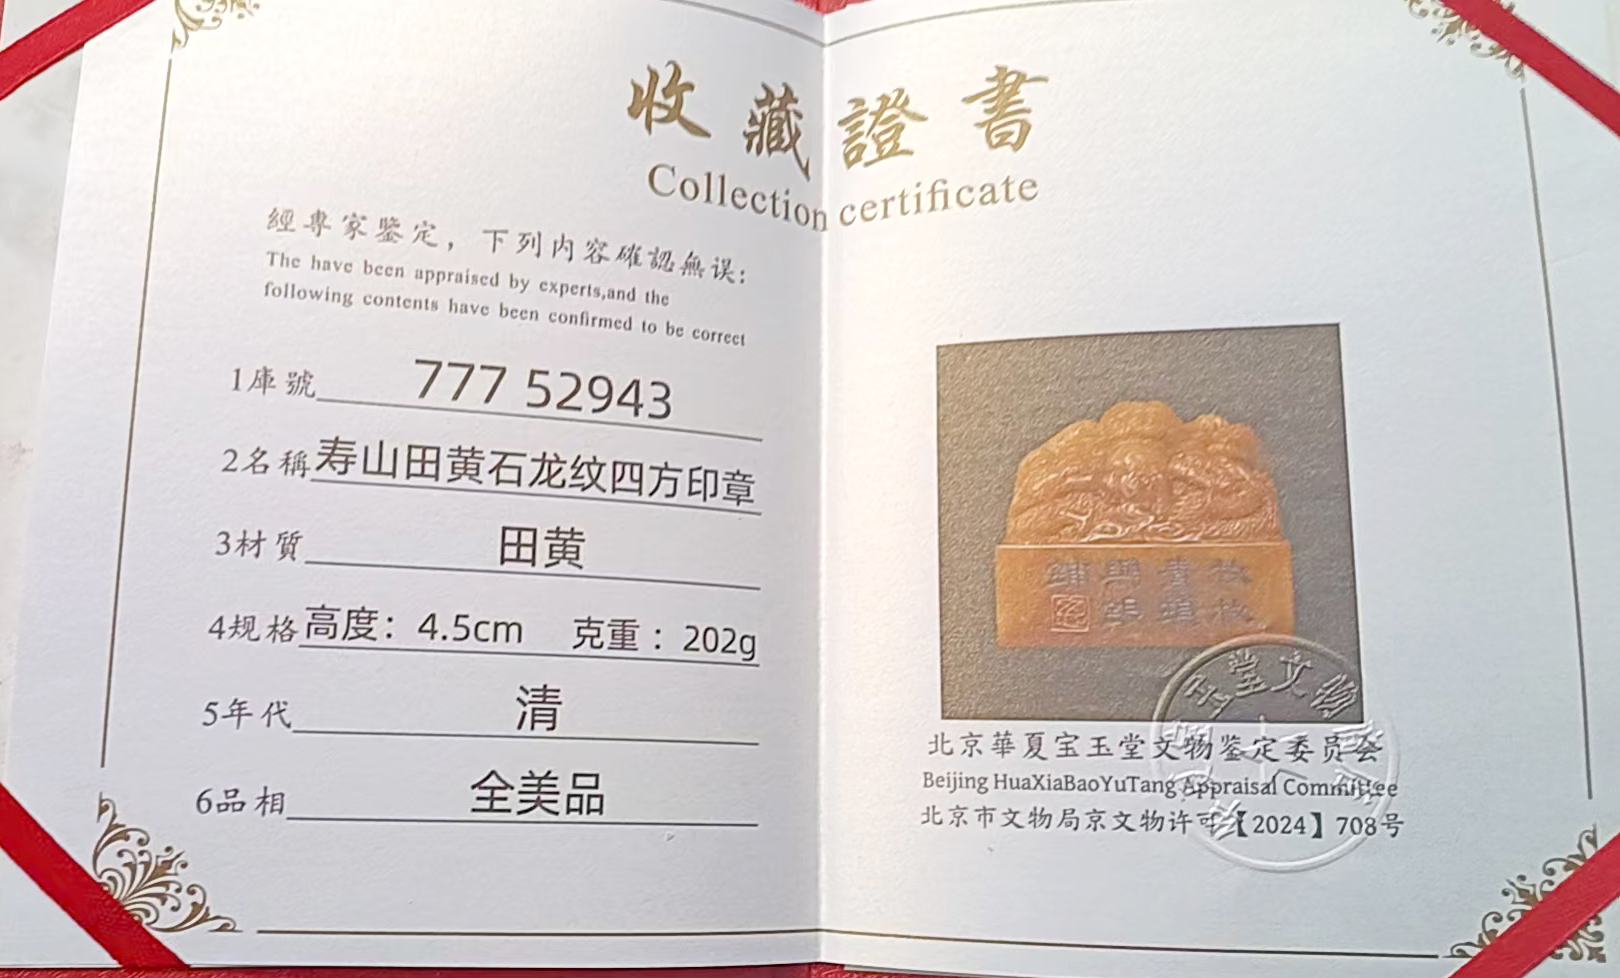 收藏證書
Collection certificate
經專家鑒定，下列内容確認無误：
The have been appraised by experts,and the
following contents have been confirmed to be correct
1庫號 777 52943
2名稱 寿山田黄石龙纹四方印章
3材質 田黄
4规格 高度：4.5cm 克重：202g
5年代 清
6品相 全美品
北京華夏宝玉堂文物鉴定委员会
Beijing HuaXiaBaoYuTang Appraisal Committee
北京市文物局京文物许可【2024】708号
玉堂文物